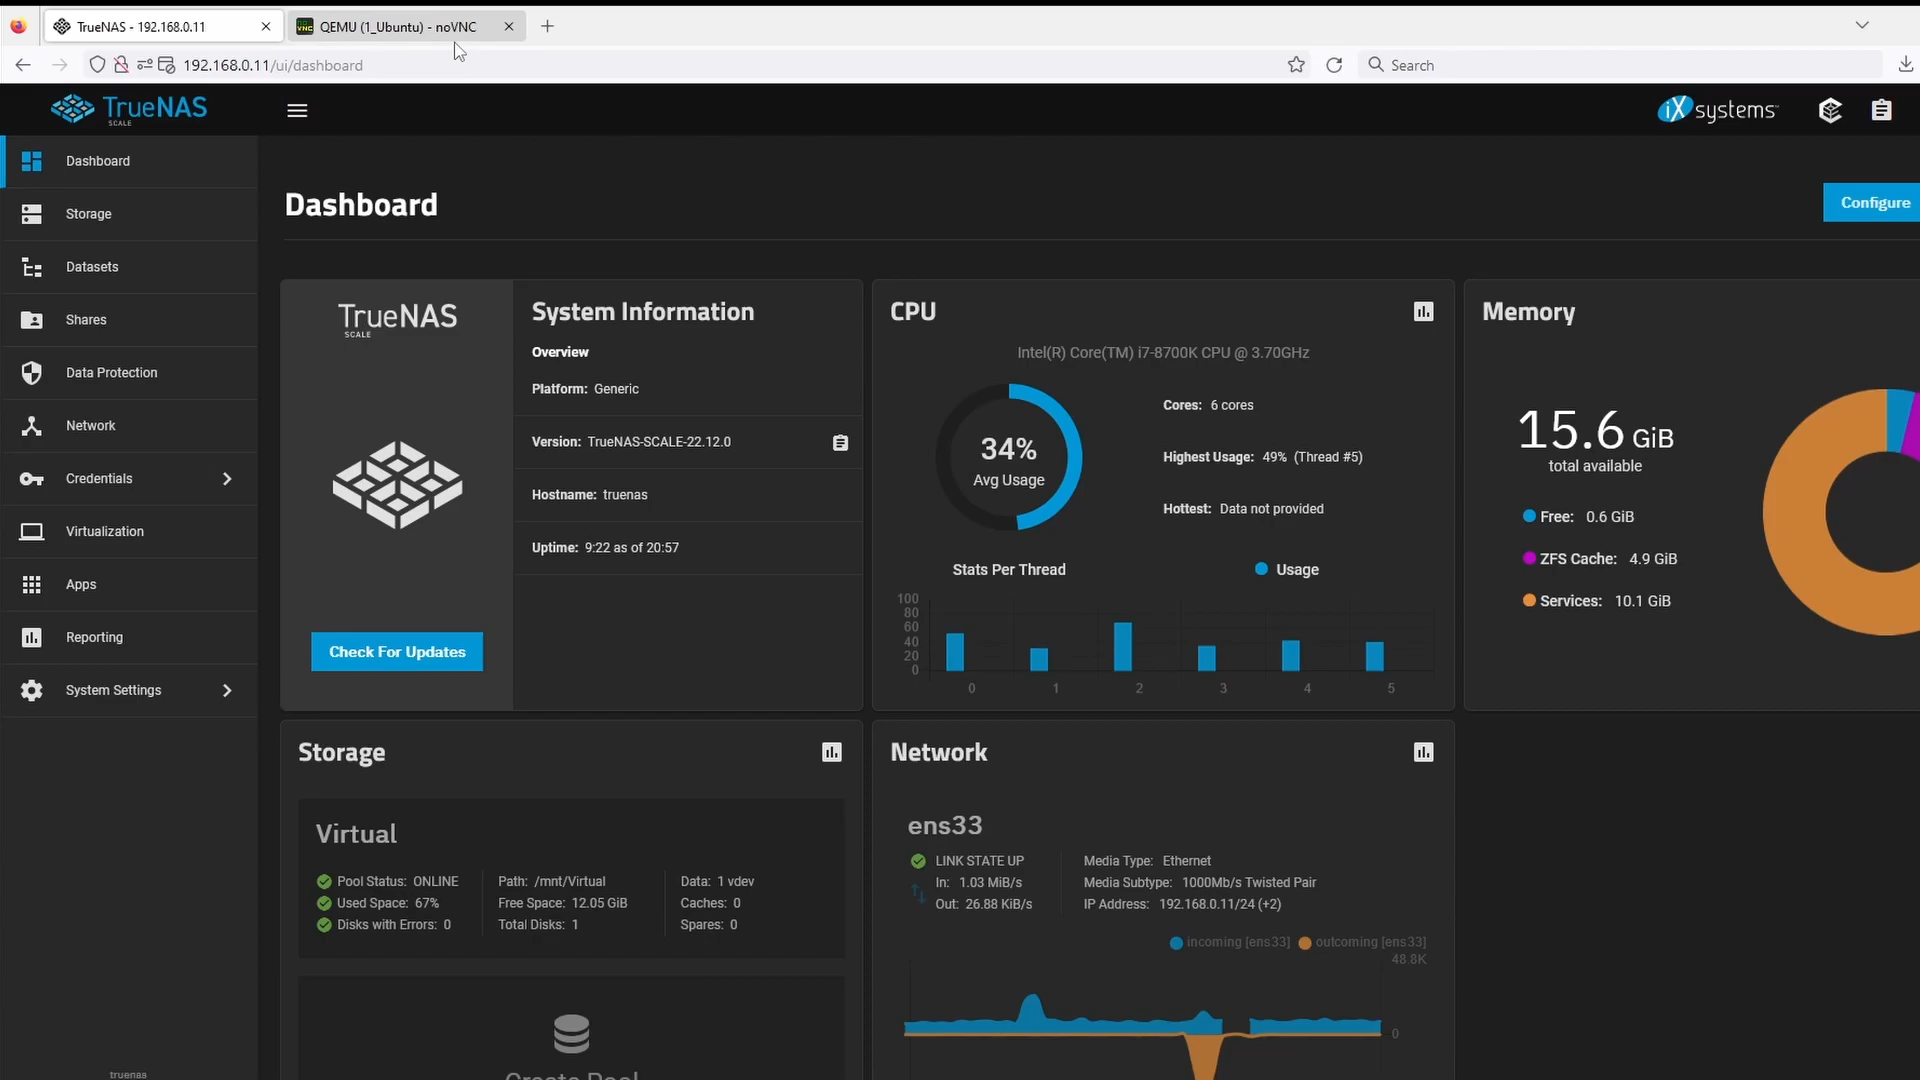 TrueNAS - 192.168.0.11
QEMU (1_Ubuntu) - noVNC
192.168.0.11/ui/dashboard
Search
TrueNAS
SCALE
iXsystems™
Dashboard
Storage
Datasets
Shares
Data Protection
Network
Credentials
Virtualization
Apps
Reporting
System Settings
truenas
Dashboard
Configure
TrueNAS
SCALE
Check For Updates
System Information
Overview
Platform: Generic
Version: TrueNAS-SCALE-22.12.0
Hostname: truenas
Uptime: 9:22 as of 20:57
CPU
Intel(R) Core(TM) i7-8700K CPU @ 3.70GHz
34%
Avg Usage
Cores: 6 cores
Highest Usage: 49% (Thread #5)
Hottest: Data not provided
Stats Per Thread
Usage
100
80
60
40
20
0
0 1 2 3 4 5
Memory
15.6 GiB
total available
Free: 0.6 GiB
ZFS Cache: 4.9 GiB
Services: 10.1 GiB
Storage
Virtual
Pool Status: ONLINE
Used Space: 67%
Disks with Errors: 0
Path: /mnt/Virtual
Free Space: 12.05 GiB
Total Disks: 1
Data: 1 vdev
Caches: 0
Spares: 0
Create Pool
Network
ens33
LINK STATE UP
In: 1.03 MiB/s
Out: 26.88 KiB/s
Media Type: Ethernet
Media Subtype: 1000Mb/s Twisted Pair
IP Address: 192.168.0.11/24 (+2)
incoming [ens33] outcoming [ens33]
48.8K
0